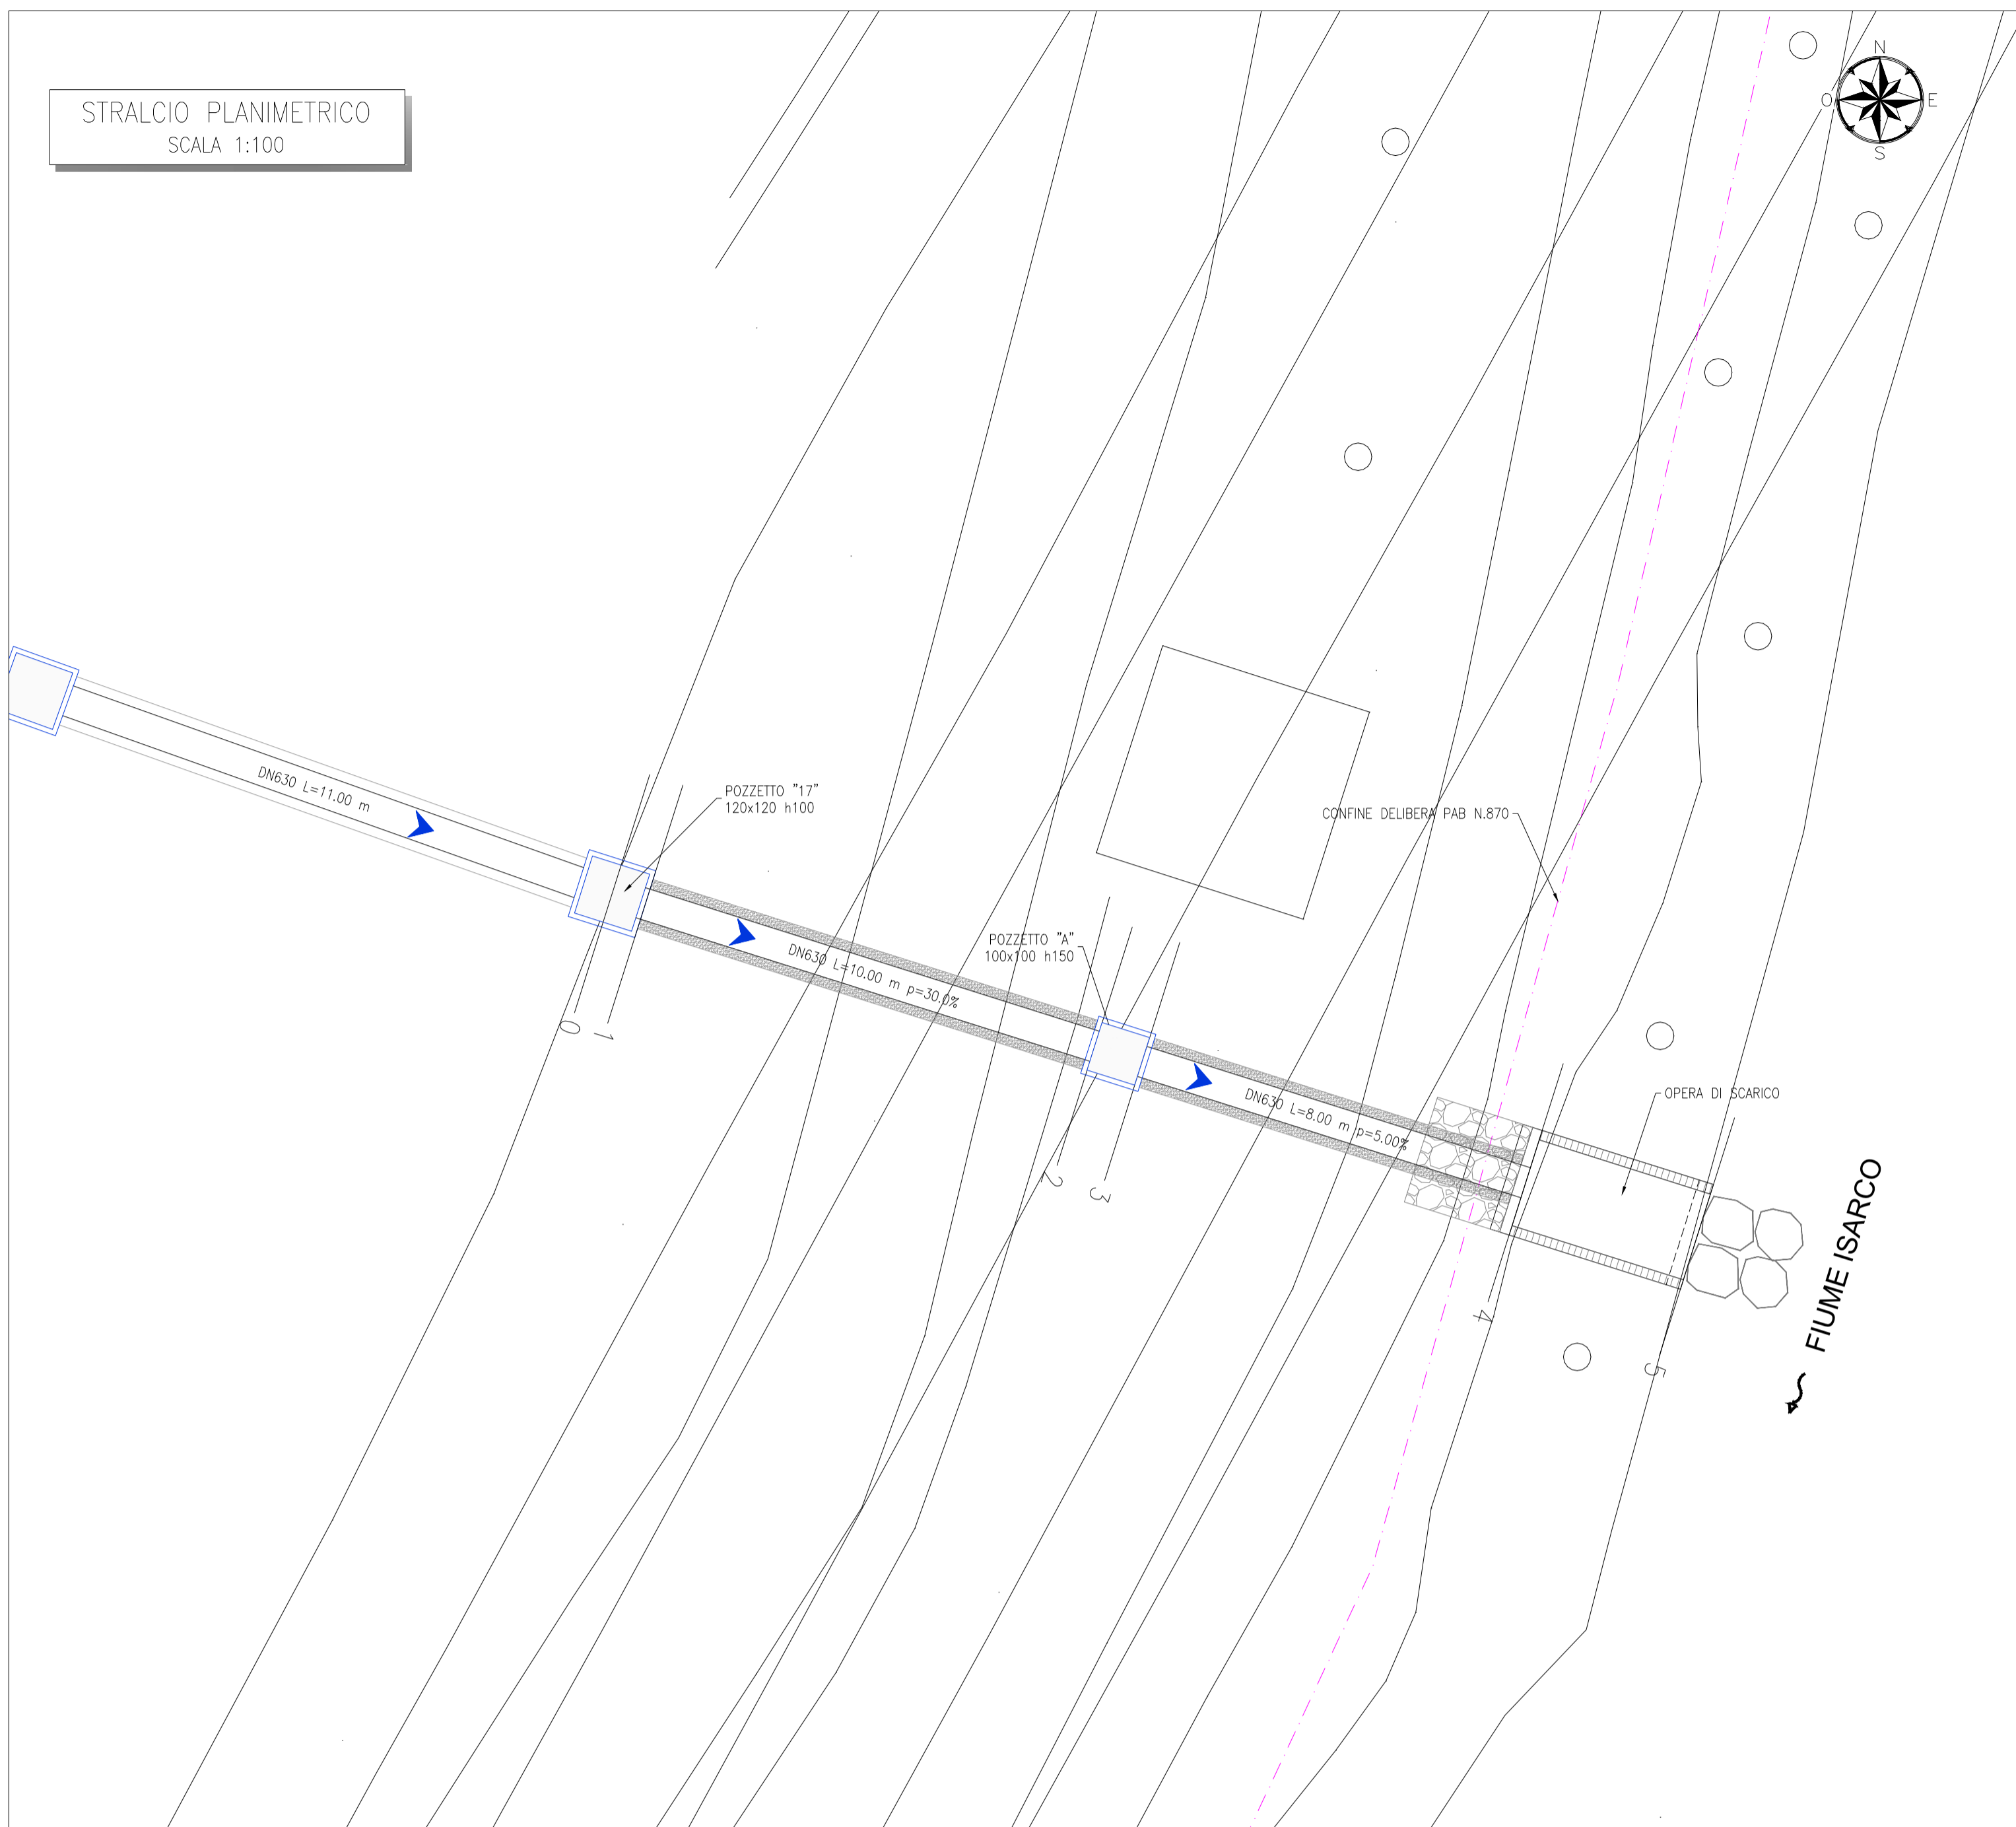 STRALCIO PLANIMETRICO
SCALA 1:100
N
O
E
S
DN630 L=11.00 m
POZZETTO "17"
120x120 h100
CONFINE DELIBERA PAB N.870
DN630 L=10.00 m p=30.0%
POZZETTO "A"
100x100 h150
0
1
DN630 L=8.00 m p=5.00%
OPERA DI SCARICO
2
3
4
5
FIUME ISARCO